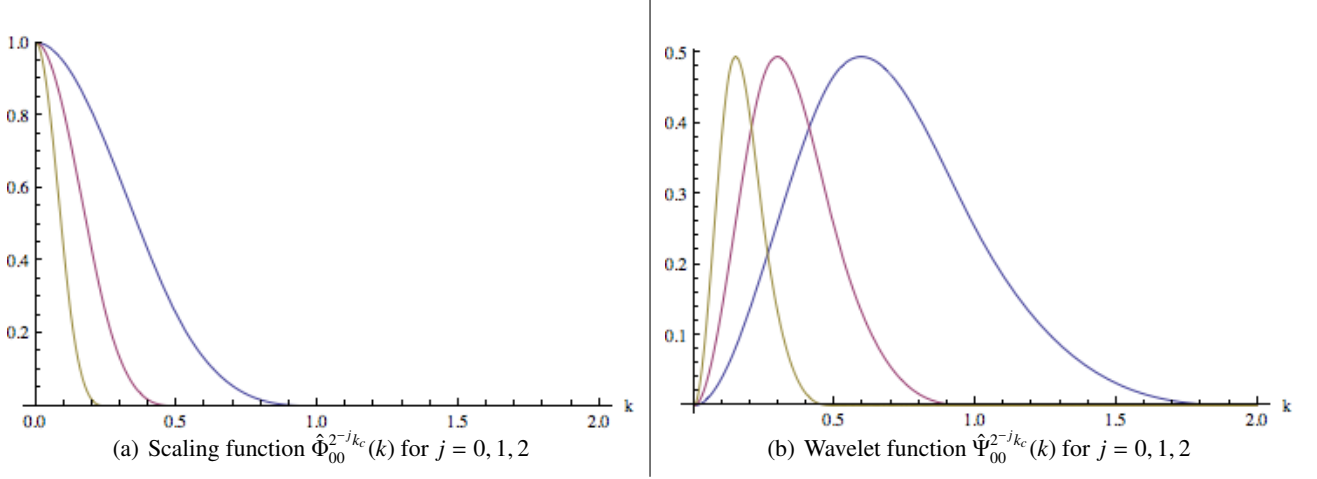 1.0
0.8
0.6
0.4
0.2
0.0 0.5 1.0 1.5 2.0 k
(a) Scaling function Φ̂₀₀^{2^{-j}k_c}(k) for j = 0, 1, 2
0.5
0.4
0.3
0.2
0.1
0.5 1.0 1.5 2.0 k
(b) Wavelet function Ψ̂₀₀^{2^{-j}k_c}(k) for j = 0, 1, 2